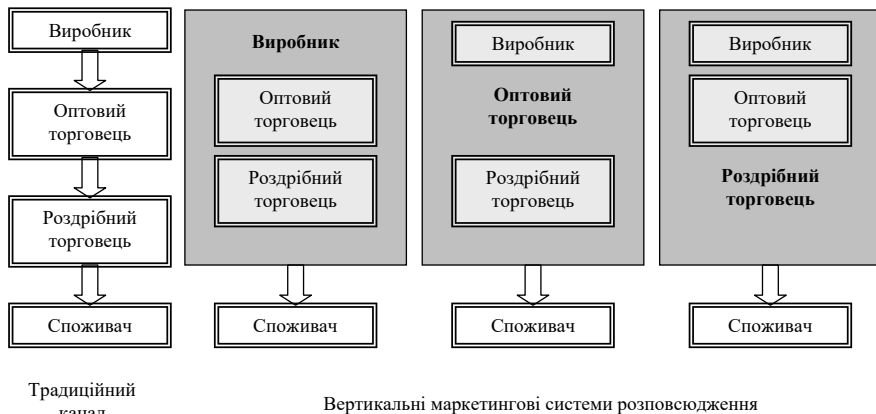 Виробник
Оптовий
торговець
Роздрібний
торговець
Споживач
Традиційний
канал
Виробник
Оптовий
торговець
Роздрібний
торговець
Споживач
Виробник
Оптовий
торговець
Роздрібний
торговець
Споживач
Виробник
Оптовий
торговець
Роздрібний
торговець
Споживач
Вертикальні маркетингові системи розповсюдження